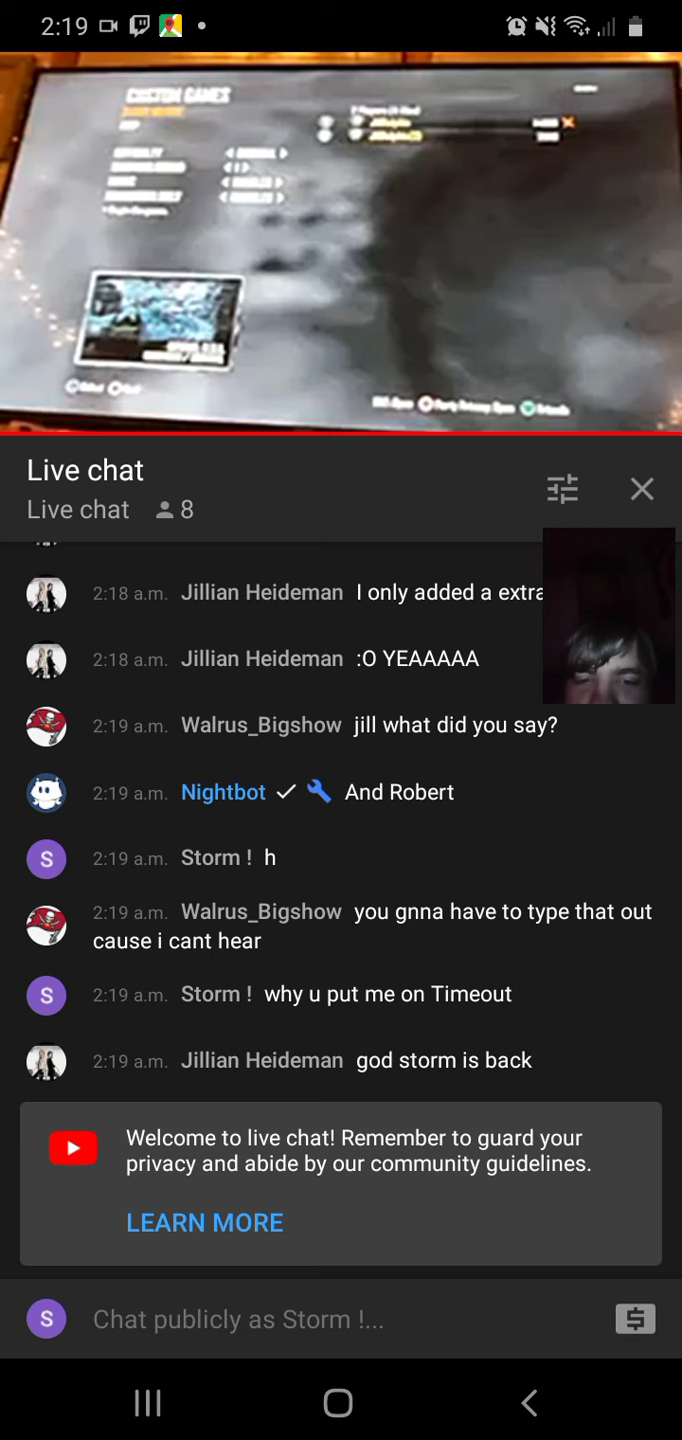 2:19
CUSTOM GAMES
Live chat
Live chat 8
2:18 a.m. Jillian Heideman I only added a extra
2:18 a.m. Jillian Heideman :O YEAAAAA
2:19 a.m. Walrus_Bigshow jill what did you say?
2:19 a.m. Nightbot And Robert
S 2:19 a.m. Storm ! h
2:19 a.m. Walrus_Bigshow you gnna have to type that out
cause i cant hear
S 2:19 a.m. Storm ! why u put me on Timeout
2:19 a.m. Jillian Heideman god storm is back
Welcome to live chat! Remember to guard your
privacy and abide by our community guidelines.
LEARN MORE
S Chat publicly as Storm !...